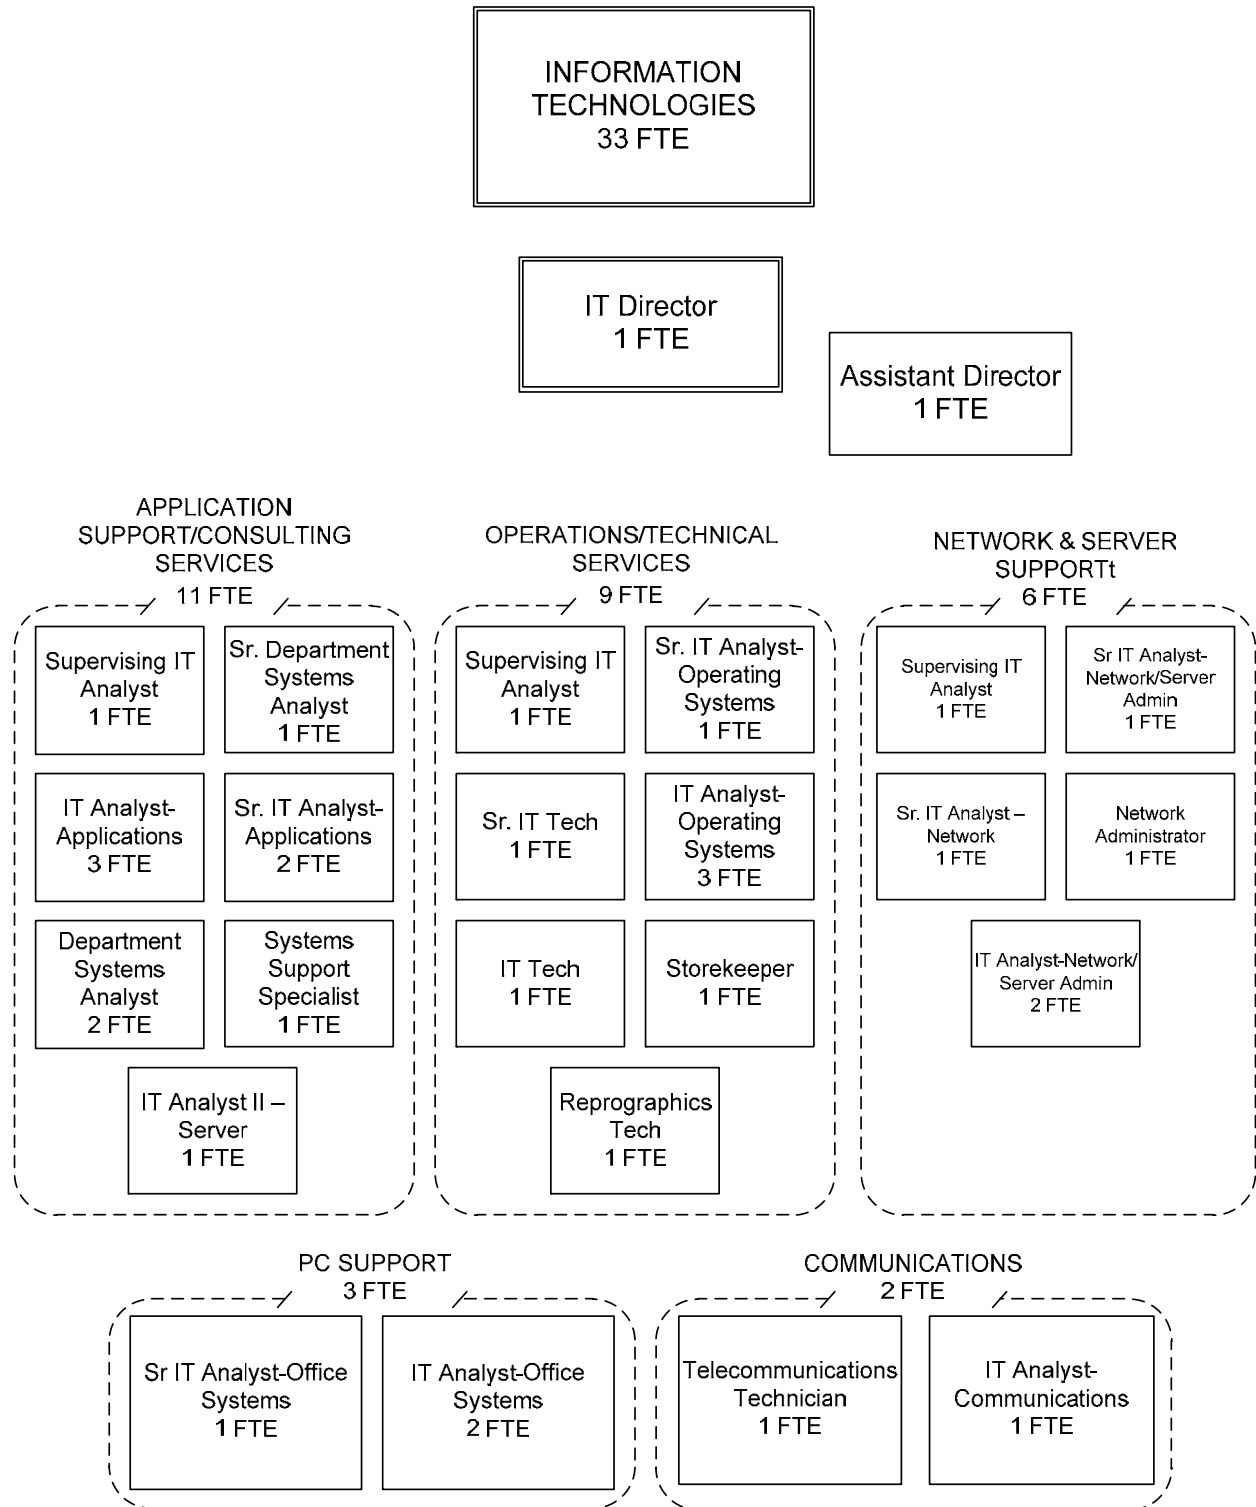 INFORMATION
TECHNOLOGIES
33 FTE
IT Director
1 FTE
Assistant Director
1 FTE
APPLICATION
SUPPORT/CONSULTING
SERVICES
11 FTE
Supervising IT
Analyst
1 FTE
Sr. Department
Systems
Analyst
1 FTE
IT Analyst-
Applications
3 FTE
Sr. IT Analyst-
Applications
2 FTE
Department
Systems
Analyst
2 FTE
Systems
Support
Specialist
1 FTE
IT Analyst II –
Server
1 FTE
OPERATIONS/TECHNICAL
SERVICES
9 FTE
Supervising IT
Analyst
1 FTE
Sr. IT Analyst-
Operating
Systems
1 FTE
Sr. IT Tech
1 FTE
IT Analyst-
Operating
Systems
3 FTE
IT Tech
1 FTE
Storekeeper
1 FTE
Reprographics
Tech
1 FTE
NETWORK & SERVER
SUPPORTt
6 FTE
Supervising IT
Analyst
1 FTE
Sr IT Analyst-
Network/Server
Admin
1 FTE
Sr. IT Analyst –
Network
1 FTE
Network
Administrator
1 FTE
IT Analyst-Network/
Server Admin
2 FTE
PC SUPPORT
3 FTE
Sr IT Analyst-Office
Systems
1 FTE
IT Analyst-Office
Systems
2 FTE
COMMUNICATIONS
2 FTE
Telecommunications
Technician
1 FTE
IT Analyst-
Communications
1 FTE